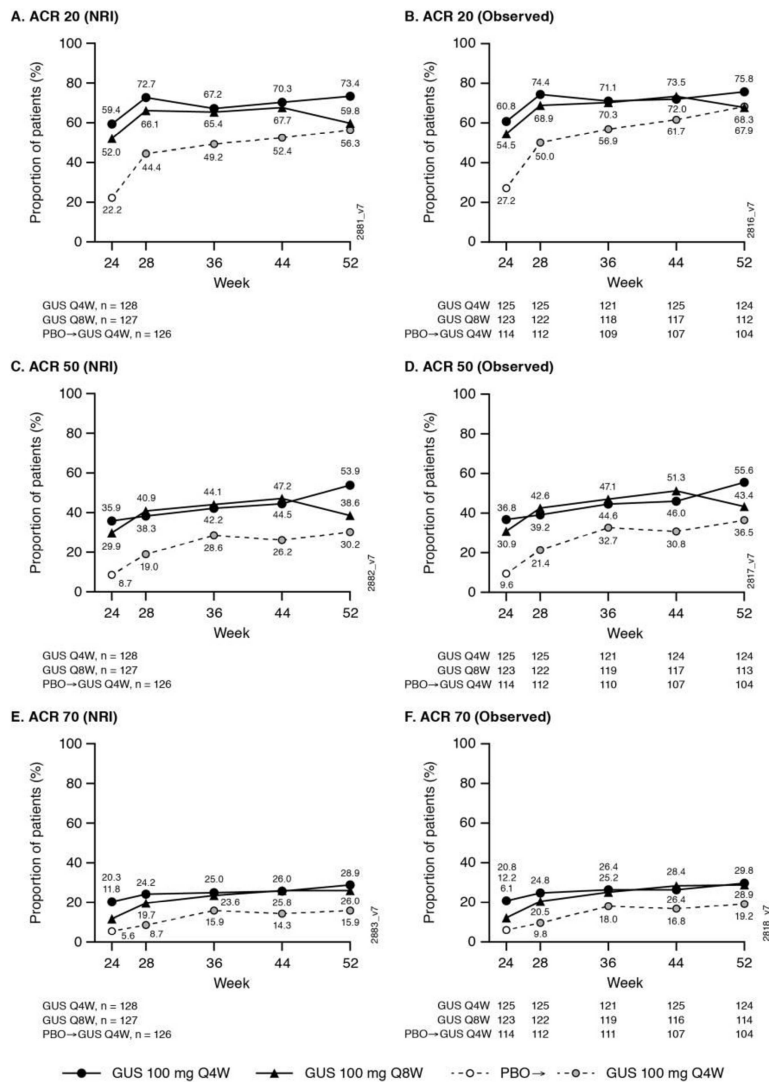 A. ACR 20 (NRI)
Proportion of patients (%)
100
80
60
40
20
0
59.4
72.7
67.2
70.3
73.4
59.8
52.0
66.1
65.4
67.7
44.4
49.2
52.4
56.3
22.2
2881_v7
24 28 36 44 52
Week
GUS Q4W, n = 128
GUS Q8W, n = 127
PBO→GUS Q4W, n = 126
B. ACR 20 (Observed)
Proportion of patients (%)
100
80
60
40
20
0
60.8
74.4
71.1
73.5
75.8
54.5
68.9
70.3
72.0
68.3
67.9
50.0
56.9
61.7
27.2
2816_v7
24 28 36 44 52
Week
GUS Q4W 125 125 121 125 124
GUS Q8W 123 122 118 117 112
PBO→GUS Q4W 114 112 109 107 104
C. ACR 50 (NRI)
Proportion of patients (%)
100
80
60
40
20
0
35.9
40.9
44.1
47.2
53.9
38.6
29.9
38.3
42.2
44.5
8.7
19.0
28.6
26.2
30.2
2882_v7
24 28 36 44 52
Week
GUS Q4W, n = 128
GUS Q8W, n = 127
PBO→GUS Q4W, n = 126
D. ACR 50 (Observed)
Proportion of patients (%)
100
80
60
40
20
0
36.8
42.6
47.1
51.3
55.6
43.4
30.9
39.2
44.6
46.0
9.6
21.4
32.7
30.8
36.5
2817_v7
24 28 36 44 52
Week
GUS Q4W 125 125 121 124 124
GUS Q8W 123 122 119 117 113
PBO→GUS Q4W 114 112 110 107 104
E. ACR 70 (NRI)
Proportion of patients (%)
100
80
60
40
20
0
20.3
11.8
24.2
25.0
26.0
28.9
19.7
23.6
25.8
26.0
5.6
8.7
15.9
14.3
15.9
2883_v7
24 28 36 44 52
Week
GUS Q4W, n = 128
GUS Q8W, n = 127
PBO→GUS Q4W, n = 126
F. ACR 70 (Observed)
Proportion of patients (%)
100
80
60
40
20
0
20.8
12.2
6.1
24.8
26.4
25.2
28.4
29.8
20.5
26.4
28.9
9.8
18.0
16.8
19.2
2818_v7
24 28 36 44 52
Week
GUS Q4W 125 125 121 125 124
GUS Q8W 123 122 119 116 114
PBO→GUS Q4W 114 112 111 107 104
GUS 100 mg Q4W GUS 100 mg Q8W PBO→ GUS 100 mg Q4W